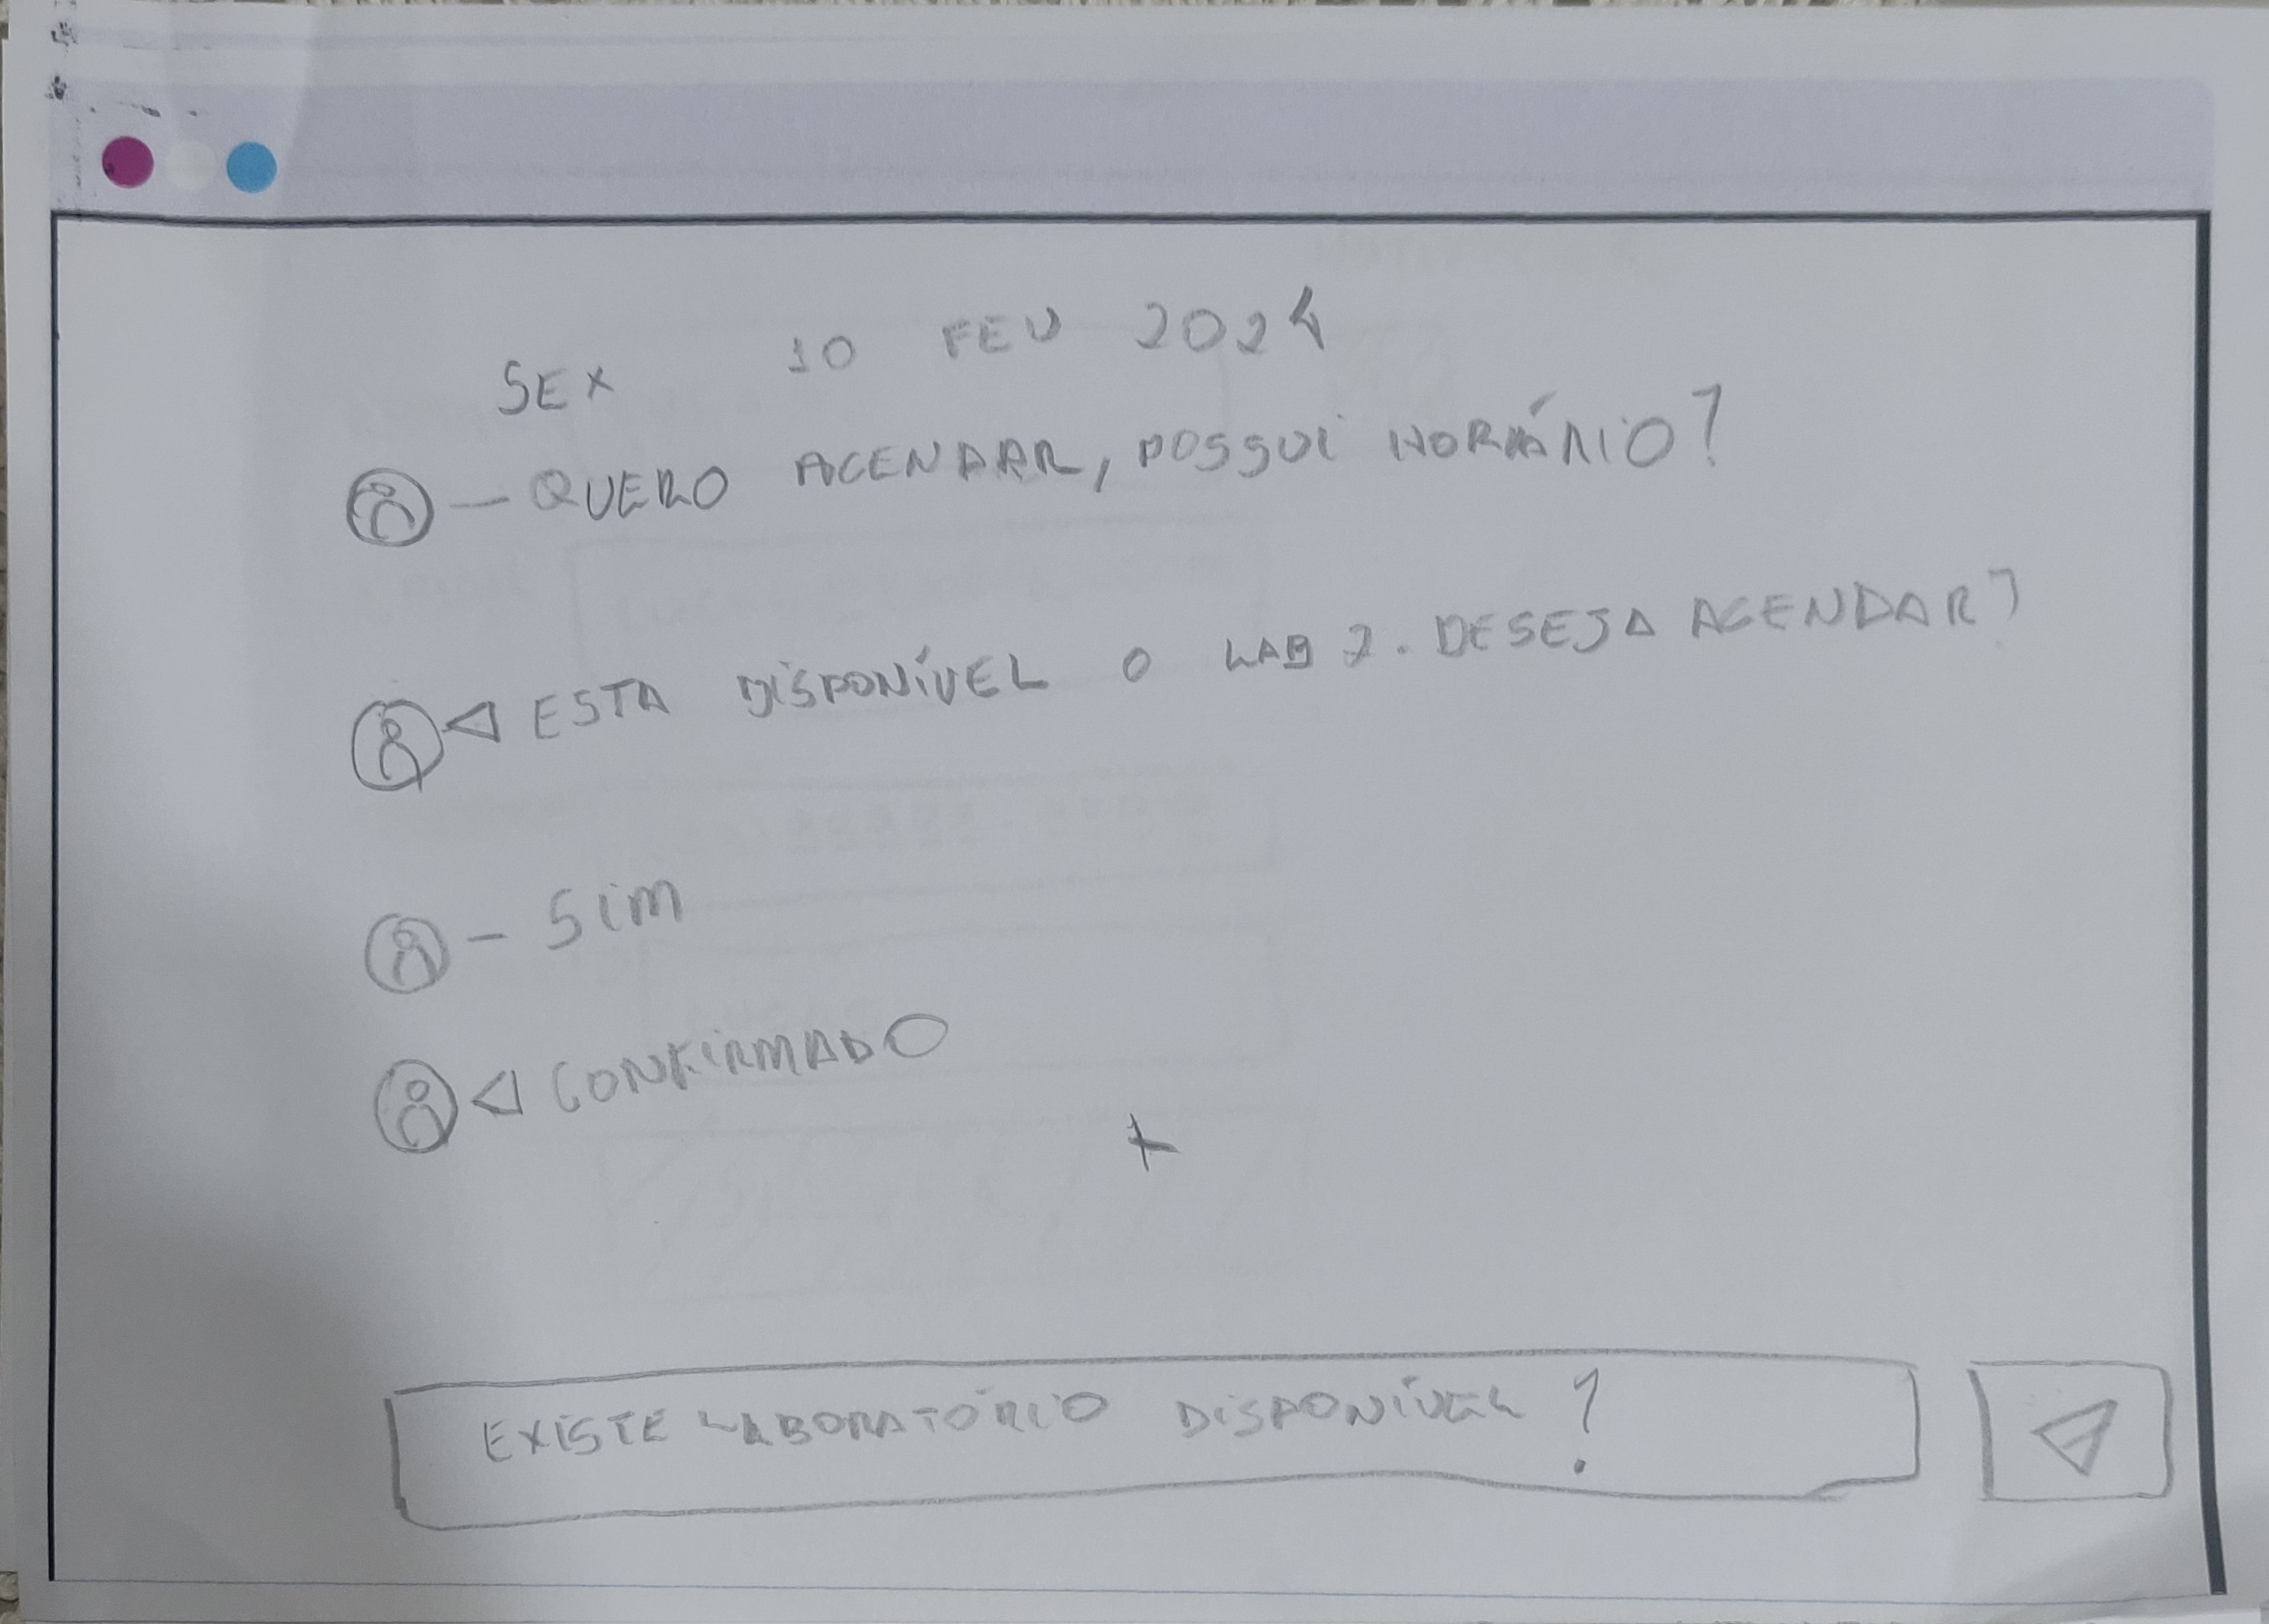 SEX 10 FEV 2024
- QUERO AGENDAR, POSSUI HORÁRIO?
ESTA DISPONÍVEL O LAB 2. DESEJA AGENDAR?
- SIM
CONFIRMADO
EXISTE LABORATÓRIO DISPONÍVEL?